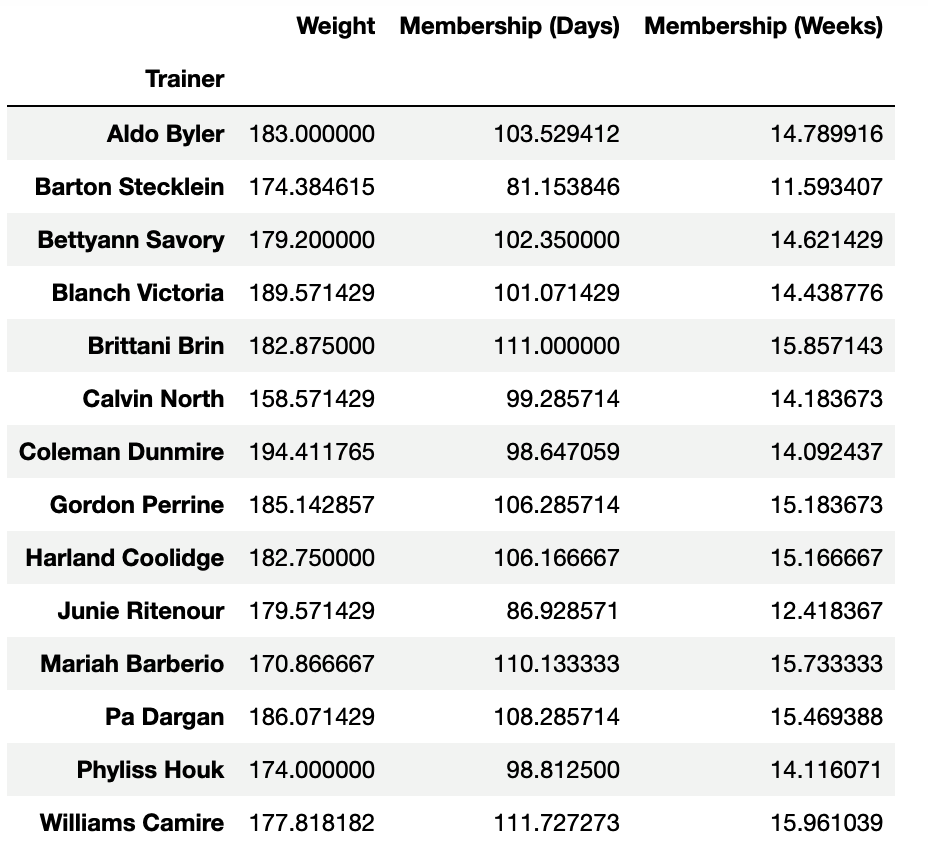 Weight Membership (Days) Membership (Weeks)
Trainer
Aldo Byler 183.000000 103.529412 14.789916
Barton Stecklein 174.384615 81.153846 11.593407
Bettyann Savory 179.200000 102.350000 14.621429
Blanch Victoria 189.571429 101.071429 14.438776
Brittani Brin 182.875000 111.000000 15.857143
Calvin North 158.571429 99.285714 14.183673
Coleman Dunmire 194.411765 98.647059 14.092437
Gordon Perrine 185.142857 106.285714 15.183673
Harland Coolidge 182.750000 106.166667 15.166667
Junie Ritenour 179.571429 86.928571 12.418367
Mariah Barberio 170.866667 110.133333 15.733333
Pa Dargan 186.071429 108.285714 15.469388
Phyliss Houk 174.000000 98.812500 14.116071
Williams Camire 177.818182 111.727273 15.961039